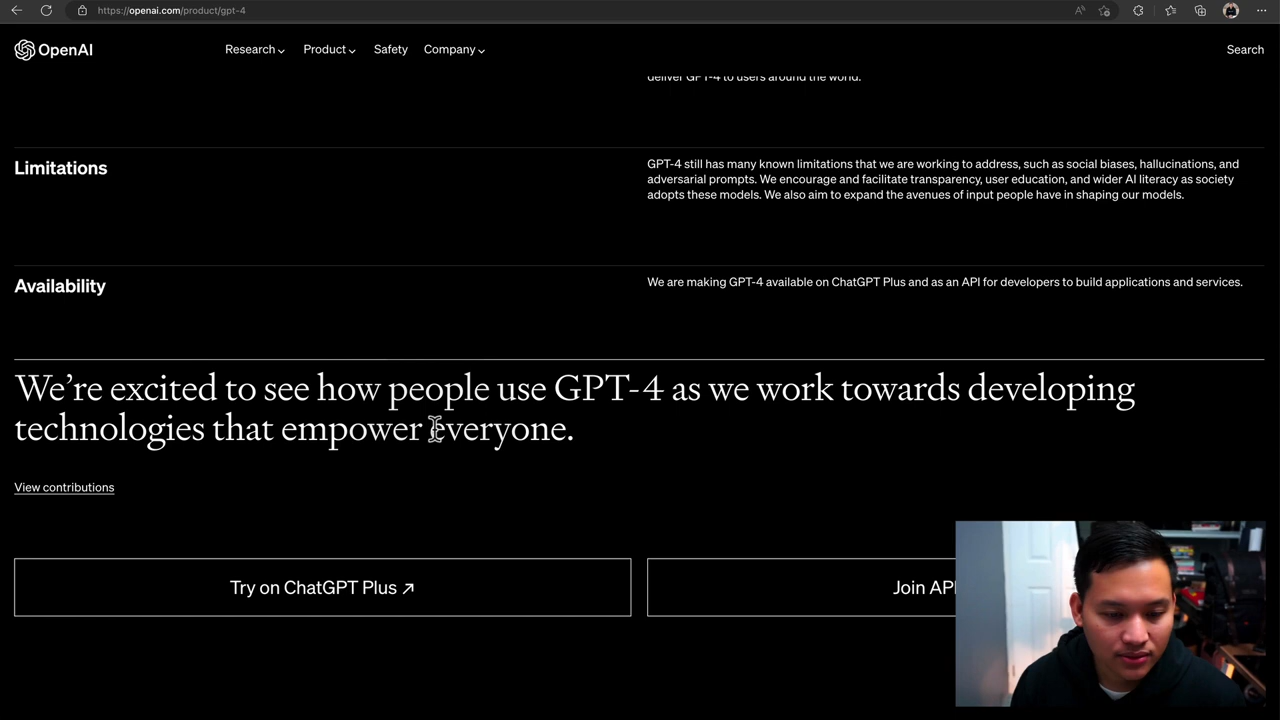 https://openai.com/product/gpt-4
OpenAI
Research Product Safety Company Search
deliver GPT-4 to users around the world.
Limitations
GPT-4 still has many known limitations that we are working to address, such as social biases, hallucinations, and
adversarial prompts. We encourage and facilitate transparency, user education, and wider AI literacy as society
adopts these models. We also aim to expand the avenues of input people have in shaping our models.
Availability
We are making GPT-4 available on ChatGPT Plus and as an API for developers to build applications and services.
We’re excited to see how people use GPT-4 as we work towards developing
technologies that empower everyone.
View contributions
Try on ChatGPT Plus ↗
Join API